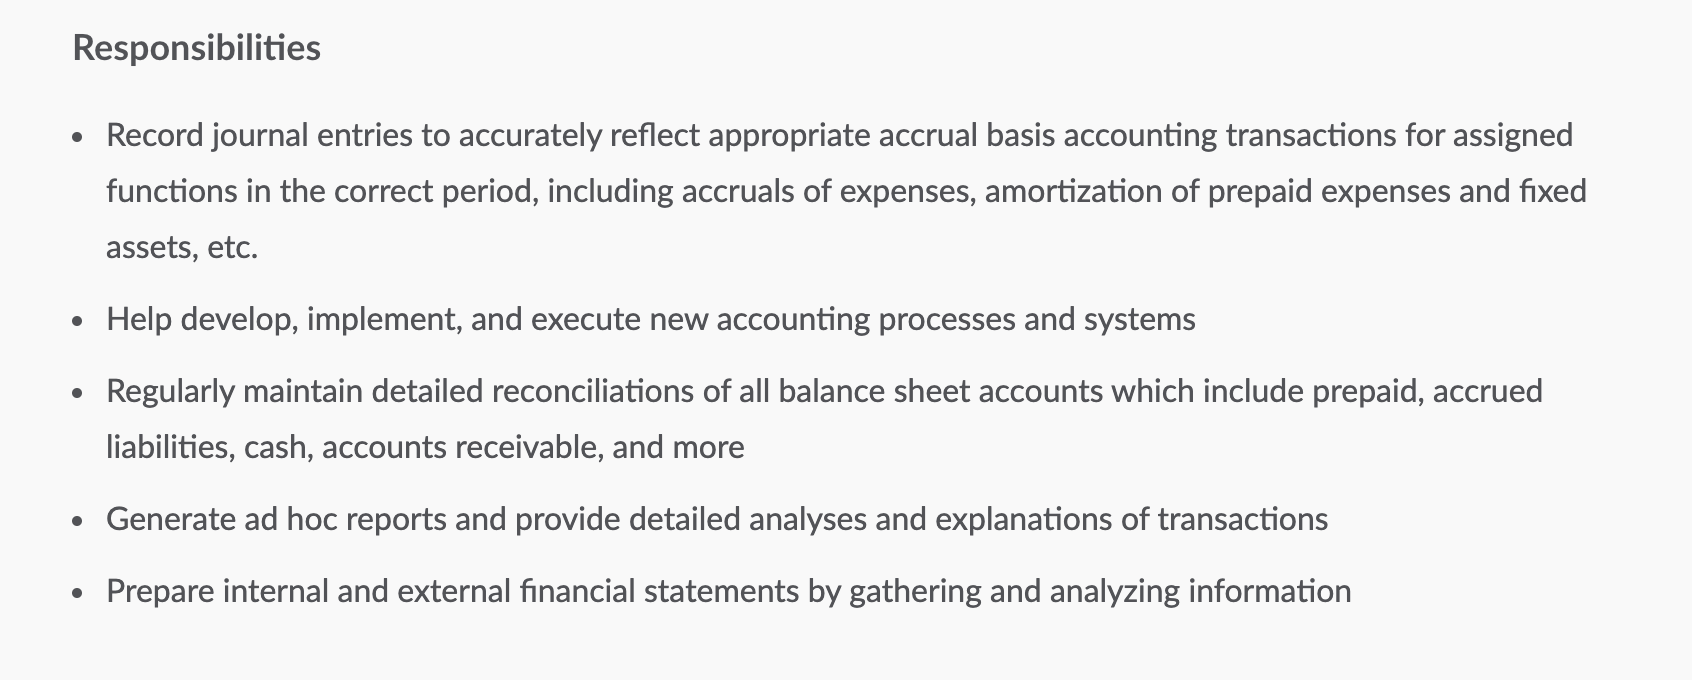 Responsibilities
• Record journal entries to accurately reflect appropriate accrual basis accounting transactions for assigned
functions in the correct period, including accruals of expenses, amortization of prepaid expenses and fixed
assets, etc.
• Help develop, implement, and execute new accounting processes and systems
• Regularly maintain detailed reconciliations of all balance sheet accounts which include prepaid, accrued
liabilities, cash, accounts receivable, and more
• Generate ad hoc reports and provide detailed analyses and explanations of transactions
• Prepare internal and external financial statements by gathering and analyzing information